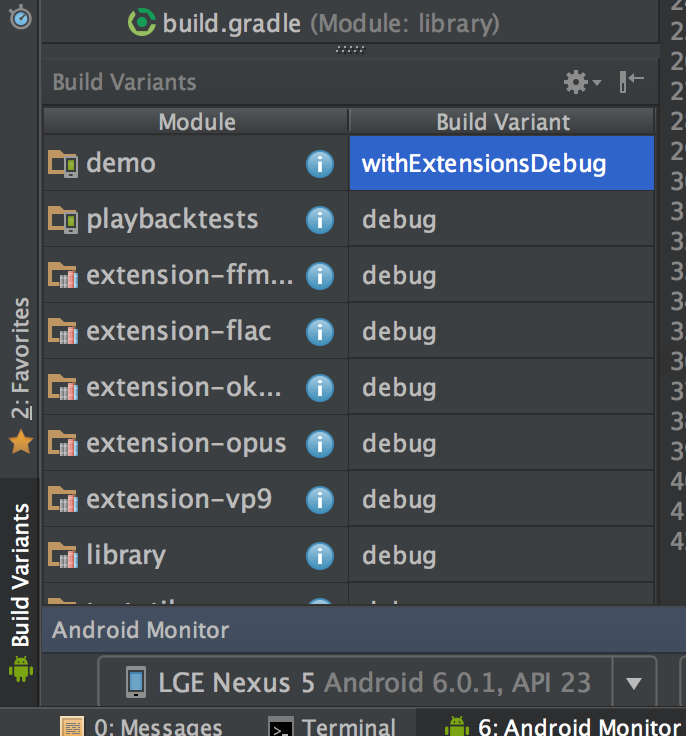 build.gradle (Module: library)
Build Variants
Module Build Variant
demo withExtensionsDebug
playbacktests debug
extension-ffm... debug
extension-flac debug
extension-ok... debug
extension-opus debug
extension-vp9 debug
library debug
Android Monitor
LGE Nexus 5 Android 6.0.1, API 23
0: Messages Terminal 6: Android Monitor
2: Favorites
Build Variants